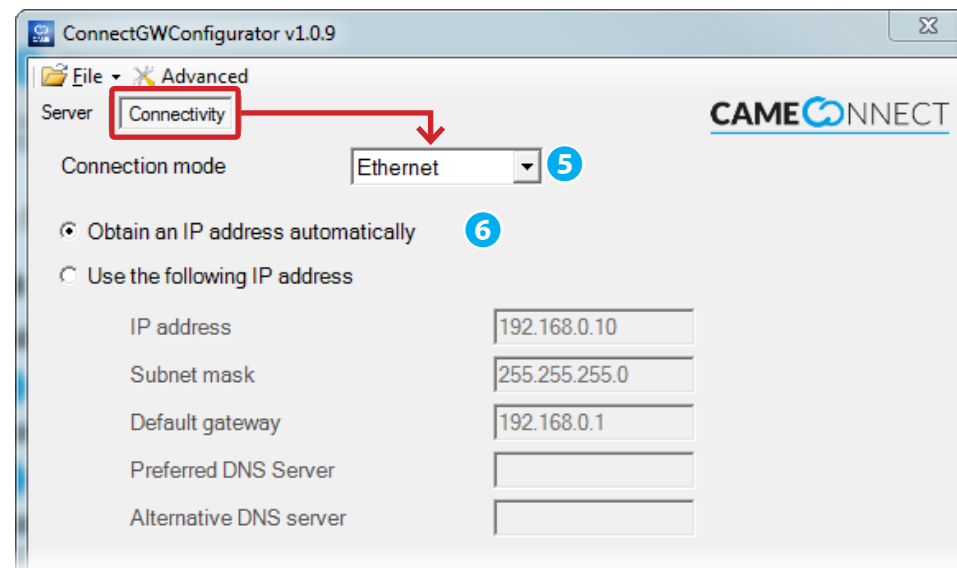 ConnectGWConfigurator v1.0.9
File Advanced
Server Connectivity
CAME CONNECT
Connection mode Ethernet 5
Obtain an IP address automatically 6
Use the following IP address
IP address 192.168.0.10
Subnet mask 255.255.255.0
Default gateway 192.168.0.1
Preferred DNS Server
Alternative DNS server